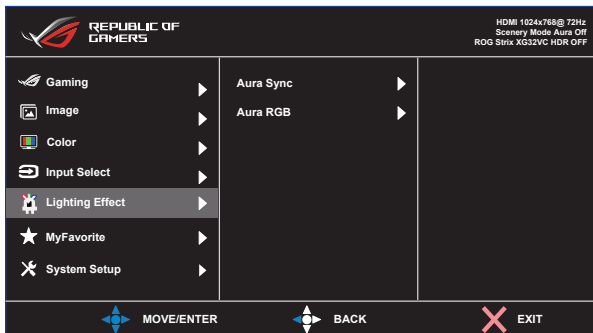 REPUBLIC OF
GAMERS
HDMI 1024x768@ 72Hz
Scenery Mode Aura Off
ROG Strix XG32VC HDR OFF
Gaming
Image
Color
Input Select
Lighting Effect
MyFavorite
System Setup
Aura Sync
Aura RGB
MOVE/ENTER
BACK
EXIT